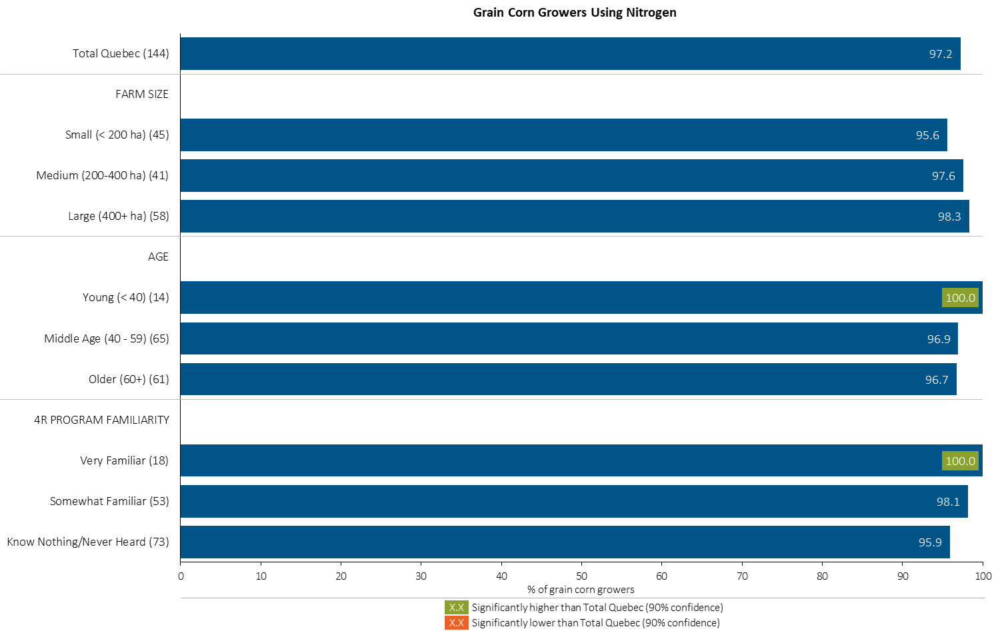 Grain Corn Growers Using Nitrogen
Total Quebec (144) 97.2
FARM SIZE
Small (< 200 ha) (45) 95.6
Medium (200-400 ha) (41) 97.6
Large (400+ ha) (58) 98.3
AGE
Young (< 40) (14) 100.0
Middle Age (40 - 59) (65) 96.9
Older (60+) (61) 96.7
4R PROGRAM FAMILIARITY
Very Familiar (18) 100.0
Somewhat Familiar (53) 98.1
Know Nothing/Never Heard (73) 95.9
0 10 20 30 40 50 60 70 80 90 100
% of grain corn growers
X.X Significantly higher than Total Quebec (90% confidence)
X.X Significantly lower than Total Quebec (90% confidence)